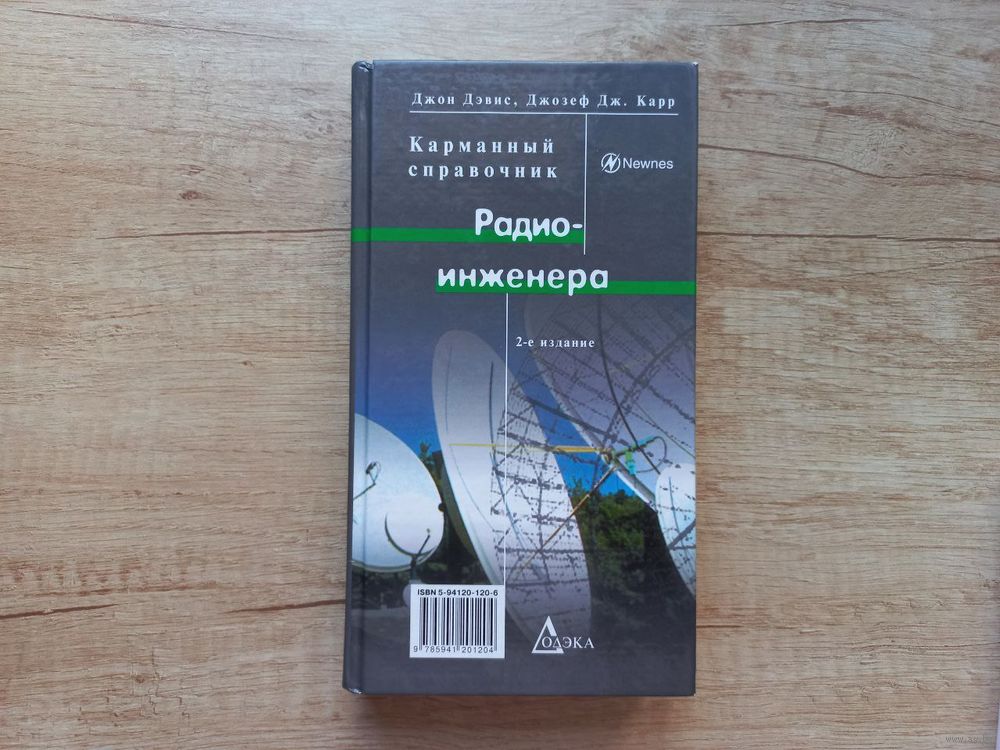 Джон Дэвис, Джозеф Дж. Карр
Карманный
справочник
Newnes
Радио-
инженера
2-е издание
ISBN 5-94120-120-6
9 785941 201204
ДОДЭКА